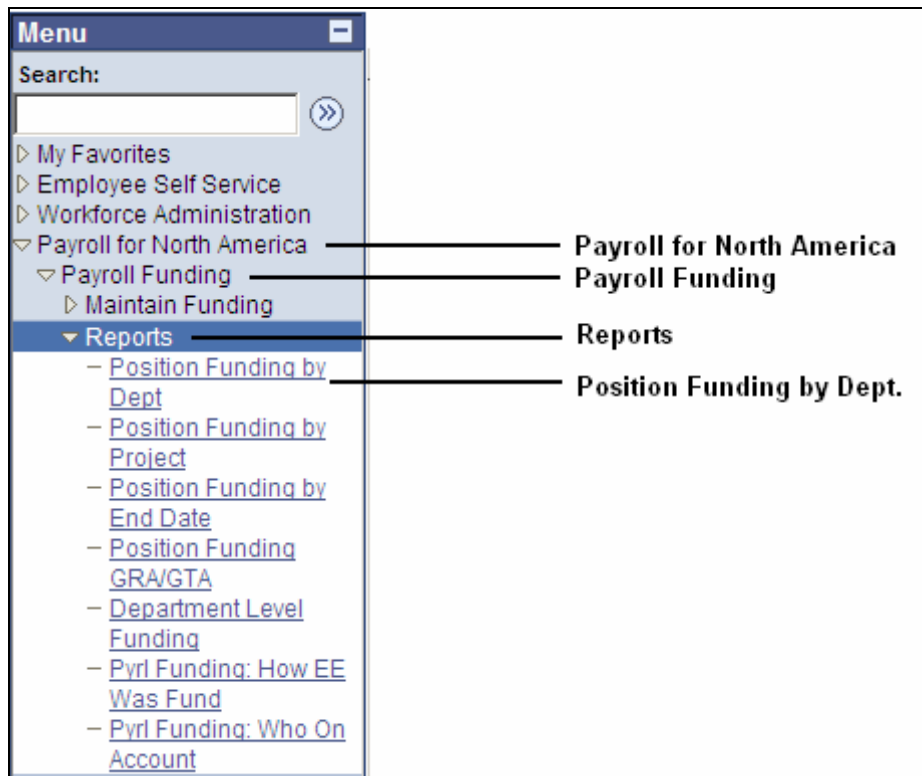 Menu
Search:
My Favorites
Employee Self Service
Workforce Administration
Payroll for North America
Payroll Funding
Maintain Funding
Reports
Position Funding by
Dept
Position Funding by
Project
Position Funding by
End Date
Position Funding
GRA/GTA
Department Level
Funding
Pyrl Funding: How EE
Was Fund
Pyrl Funding: Who On
Account
Payroll for North America
Payroll Funding
Reports
Position Funding by Dept.